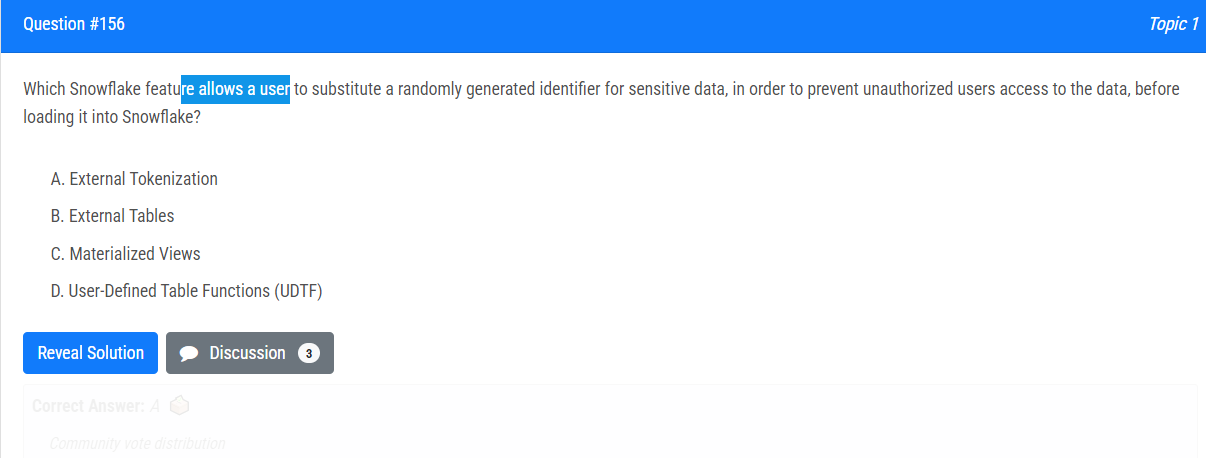 Question #156
Topic 1
Which Snowflake feature allows a user to substitute a randomly generated identifier for sensitive data, in order to prevent unauthorized users access to the data, before
loading it into Snowflake?
A. External Tokenization
B. External Tables
C. Materialized Views
D. User-Defined Table Functions (UDTF)
Reveal Solution
Discussion 3
Correct Answer: A
Community vote distribution